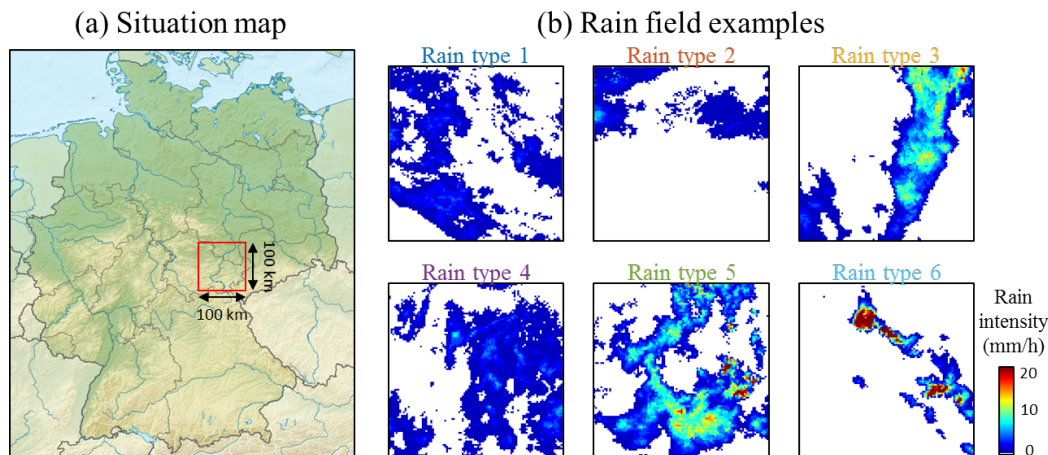 (a) Situation map
100 km
100 km
(b) Rain field examples
Rain type 1
Rain type 2
Rain type 3
Rain type 4
Rain type 5
Rain type 6
Rain
intensity
(mm/h)
20
10
0